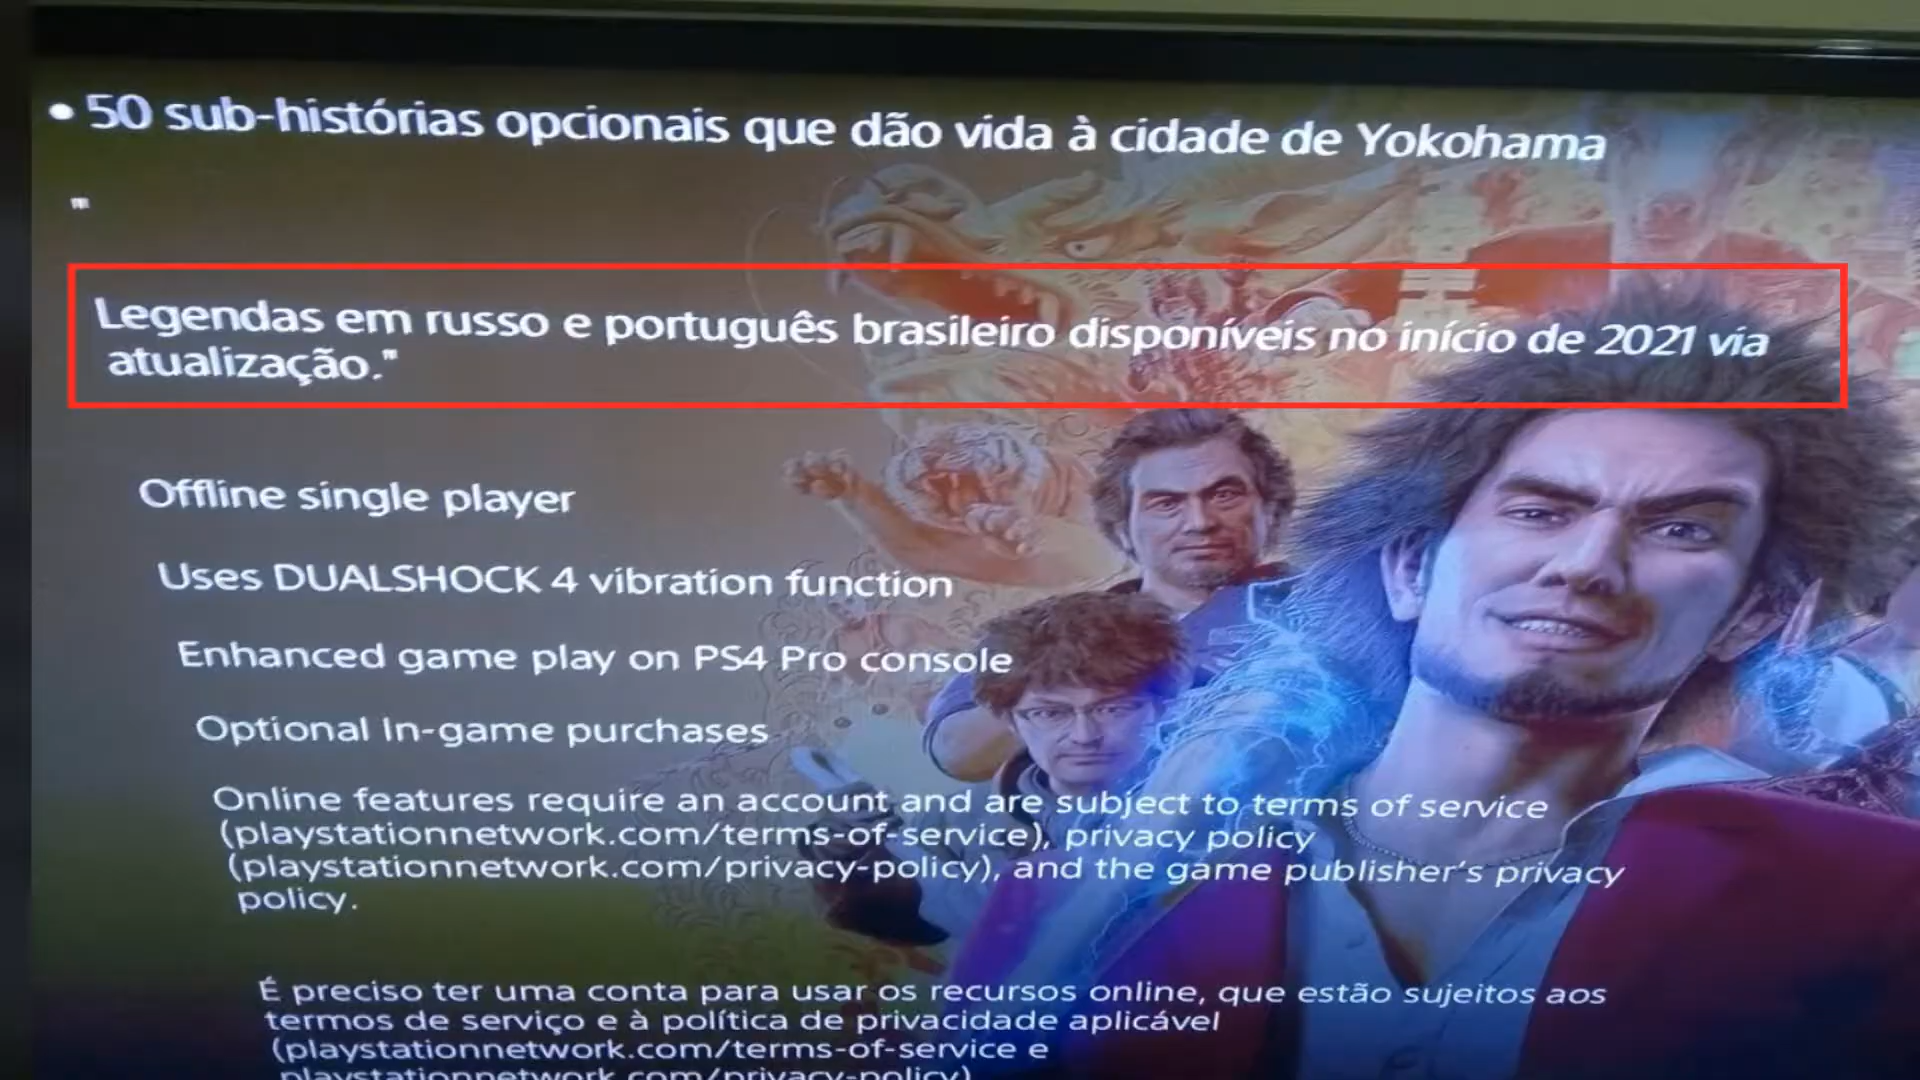 • 50 sub-histórias opcionais que dão vida à cidade de Yokohama
"
Legendas em russo e português brasileiro disponíveis no início de 2021 via
atualização."
Offline single player
Uses DUALSHOCK 4 vibration function
Enhanced game play on PS4 Pro console
Optional In-game purchases
Online features require an account and are subject to terms of service
(playstationnetwork.com/terms-of-service), privacy policy
(playstationnetwork.com/privacy-policy), and the game publisher's privacy
policy.
É preciso ter uma conta para usar os recursos online, que estão sujeitos aos
termos de serviço e à política de privacidade aplicável
(playstationnetwork.com/terms-of-service e
playstationnetwork.com/privacy-policy)